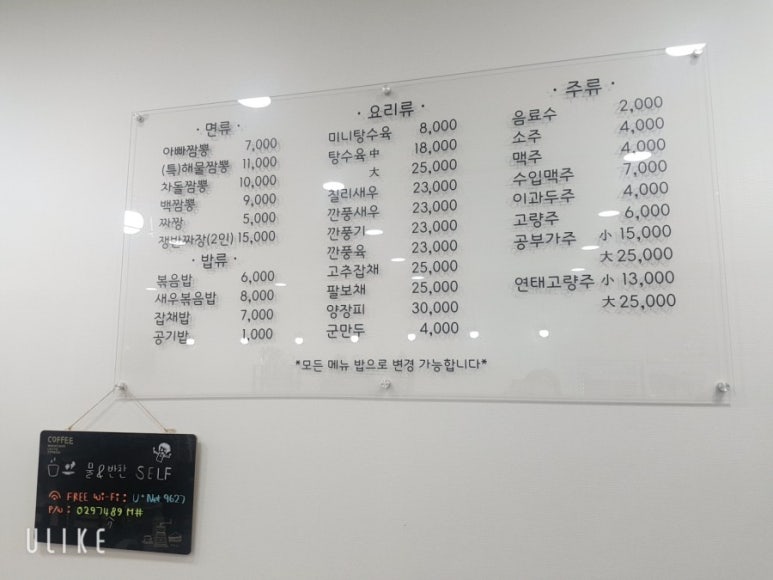 · 면류 ·
아빠짬뽕 7,000
(특)해물짬뽕 11,000
차돌짬뽕 10,000
백짬뽕 9,000
짜짱 5,000
쟁반짜장(2인) 15,000
· 밥류 ·
볶음밥 6,000
새우볶음밥 8,000
잡채밥 7,000
공기밥 1,000
· 요리류 ·
미니탕수육 8,000
탕수육 中 18,000
大 25,000
칠리새우 23,000
깐풍새우 23,000
깐풍기 23,000
깐풍육 23,000
고추잡채 25,000
팔보채 25,000
양장피 30,000
군만두 4,000
· 주류 ·
음료수 2,000
소주 4,000
맥주 4,000
수입맥주 7,000
이과두주 4,000
고량주 6,000
공부가주 小 15,000
大 25,000
연태고량주 小 13,000
大 25,000
*모든 메뉴 밥으로 변경 가능합니다*
COFFEE
물&반찬 SELF
FREE Wi-Fi : U+Net9627
P/W : 0297489M#
ULIKE